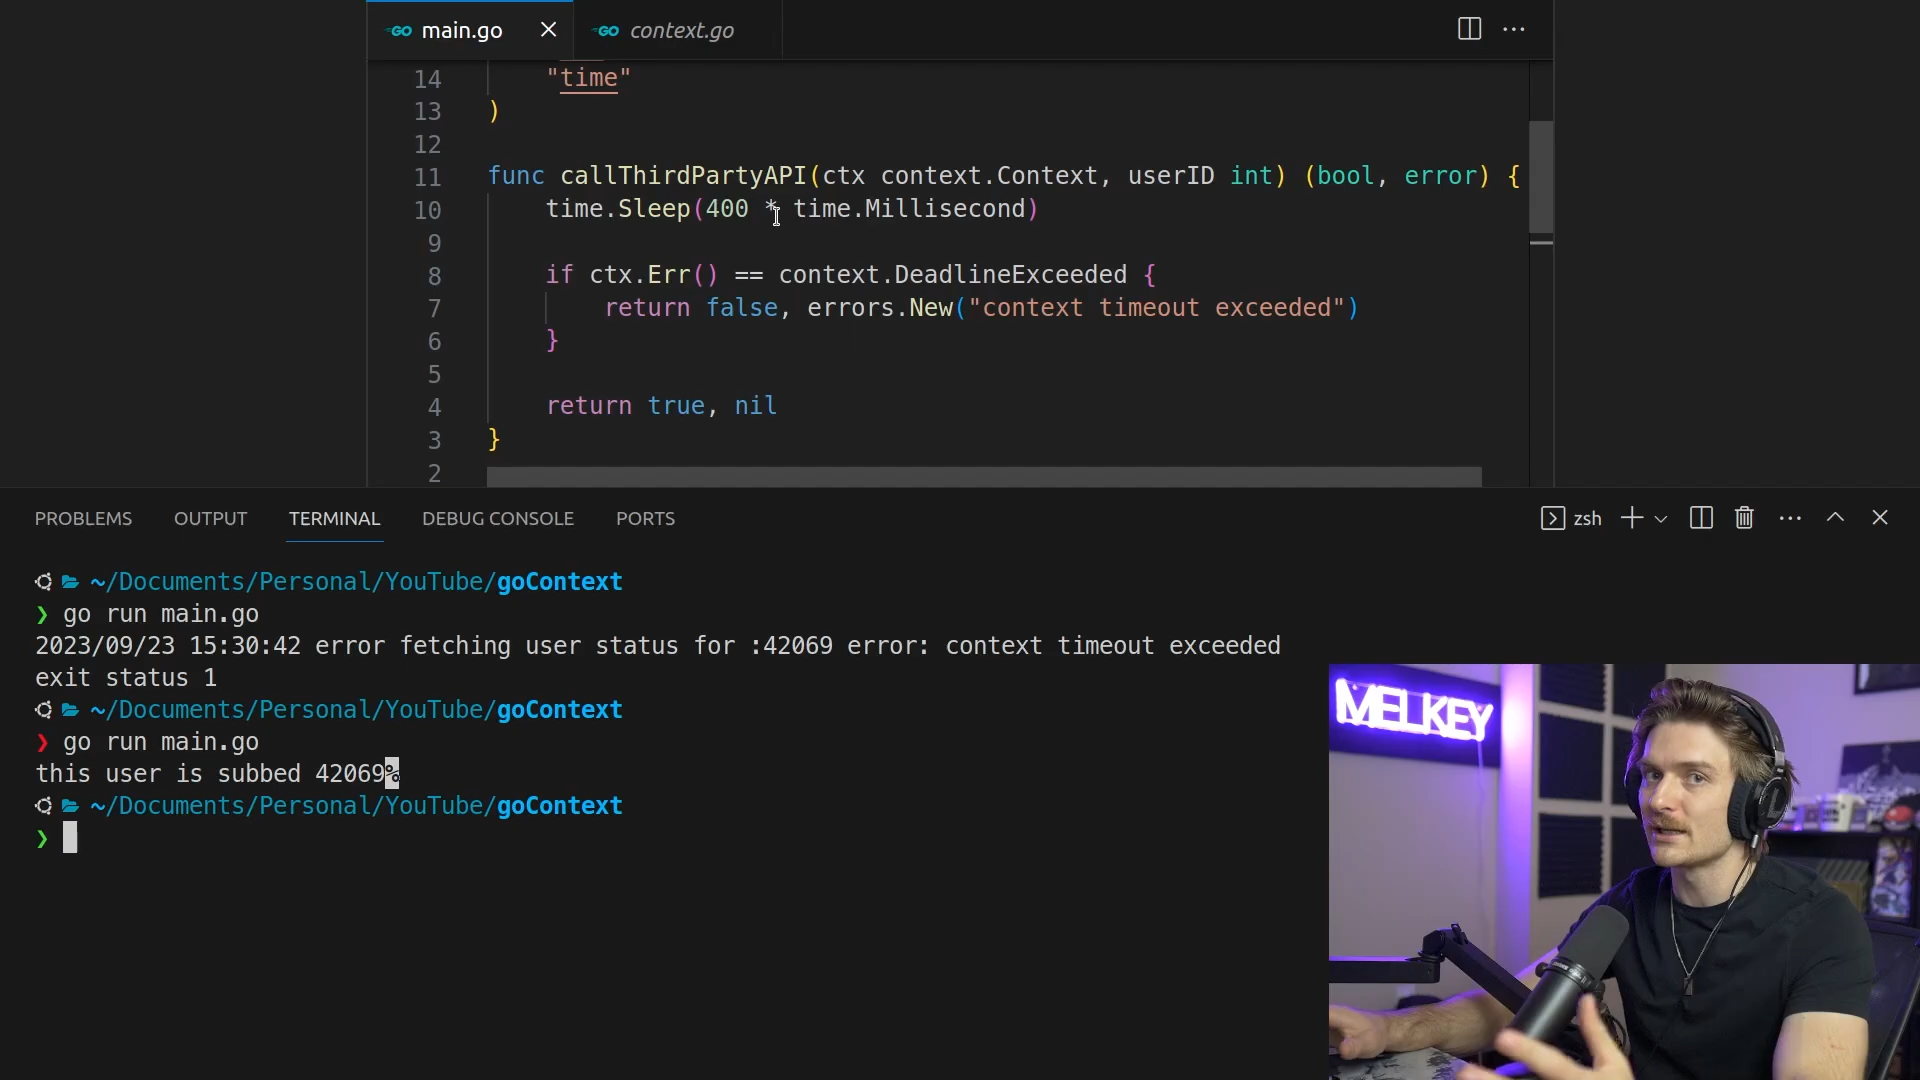 GO main.go × GO context.go ···
14 "time"
13 )
12
11 func callThirdPartyAPI(ctx context.Context, userID int) (bool, error) {
10 time.Sleep(400 * time.Millisecond)
9
8 if ctx.Err() == context.DeadlineExceeded {
7 return false, errors.New("context timeout exceeded")
6 }
5
4 return true, nil
3 }
2
PROBLEMS OUTPUT TERMINAL DEBUG CONSOLE PORTS zsh
~/Documents/Personal/YouTube/goContext
❯ go run main.go
2023/09/23 15:30:42 error fetching user status for :42069 error: context timeout exceeded
exit status 1
~/Documents/Personal/YouTube/goContext
❯ go run main.go
this user is subbed 42069%
~/Documents/Personal/YouTube/goContext
❯
MELKEY